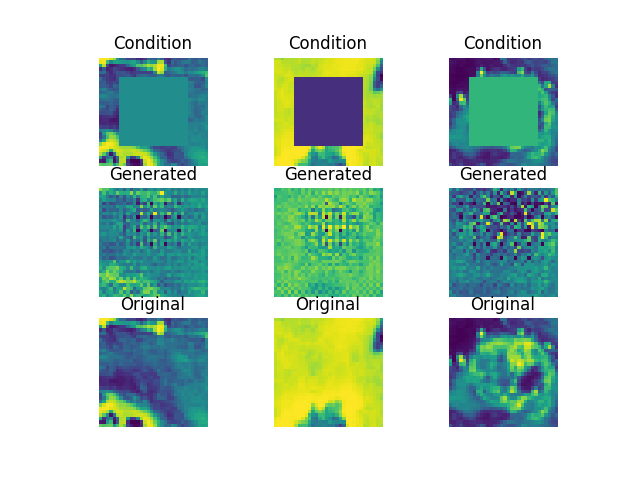 Condition Condition Condition
Generated Generated Generated
Original Original Original